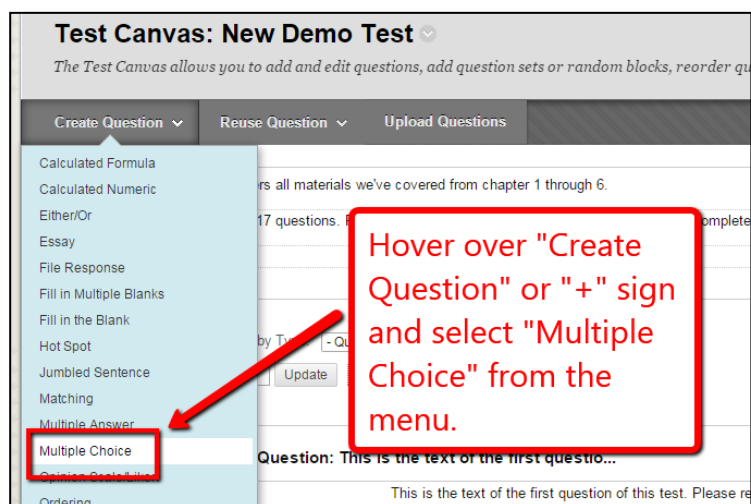 Test Canvas: New Demo Test
The Test Canvas allows you to add and edit questions, add question sets or random blocks, reorder qu
Create Question Reuse Question Upload Questions
Calculated Formula
Calculated Numeric
Either/Or
Essay
File Response
Fill in Multiple Blanks
Fill in the Blank
Hot Spot
Jumbled Sentence
Matching
Multiple Answer
Multiple Choice
Opinion Scale/Likert
Ordering
ers all materials we've covered from chapter 1 through 6.
17 questions.
omplete
by Ty
- Qu
Update
Hover over "Create
Question" or "+" sign
and select "Multiple
Choice" from the
menu.
Question: This is the text of the first questio...
This is the text of the first question of this test. Please r